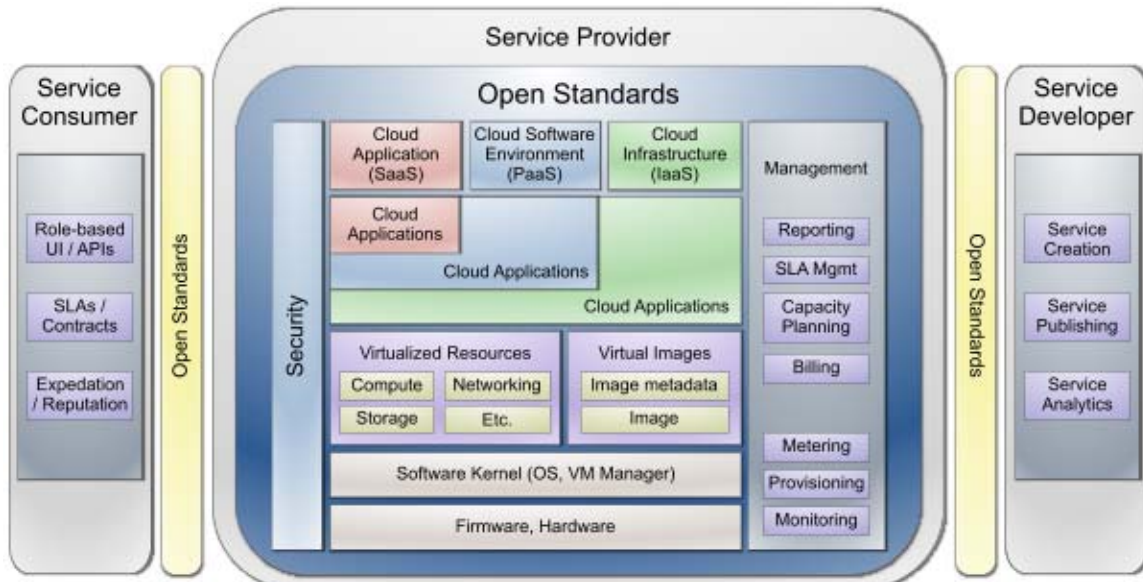 Service Provider
Service
Consumer
Role-based
UI / APIs
SLAs /
Contracts
Expedation
/ Reputation
Open Standards
Open Standards
Security
Cloud
Application
(SaaS)
Cloud Software
Environment
(PaaS)
Cloud
Infrastructure
(IaaS)
Cloud
Applications
Cloud Applications
Cloud Applications
Virtualized Resources
Compute
Networking
Storage
Etc.
Virtual Images
Image metadata
Image
Software Kernel (OS, VM Manager)
Firmware, Hardware
Management
Reporting
SLA Mgmt
Capacity
Planning
Billing
Metering
Provisioning
Monitoring
Open Standards
Service
Developer
Service
Creation
Service
Publishing
Service
Analytics